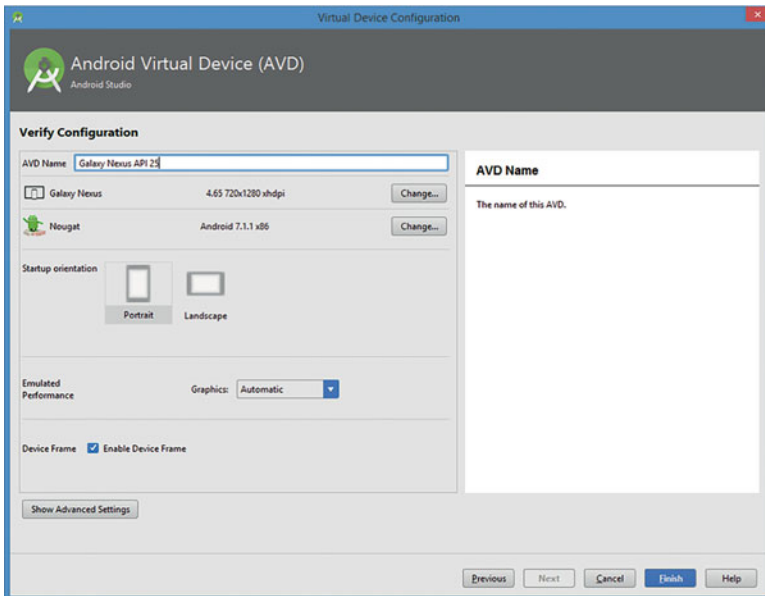 Virtual Device Configuration
Android Virtual Device (AVD)
Android Studio
Verify Configuration
AVD Name Galaxy Nexus API 25
Galaxy Nexus 4.65 720x1280 xhdpi Change...
Nougat Android 7.1.1 x86 Change...
Startup orientation
Portrait Landscape
Emulated
Performance
Graphics: Automatic
Device Frame Enable Device Frame
Show Advanced Settings
AVD Name
The name of this AVD.
Previous Next Cancel Finish Help